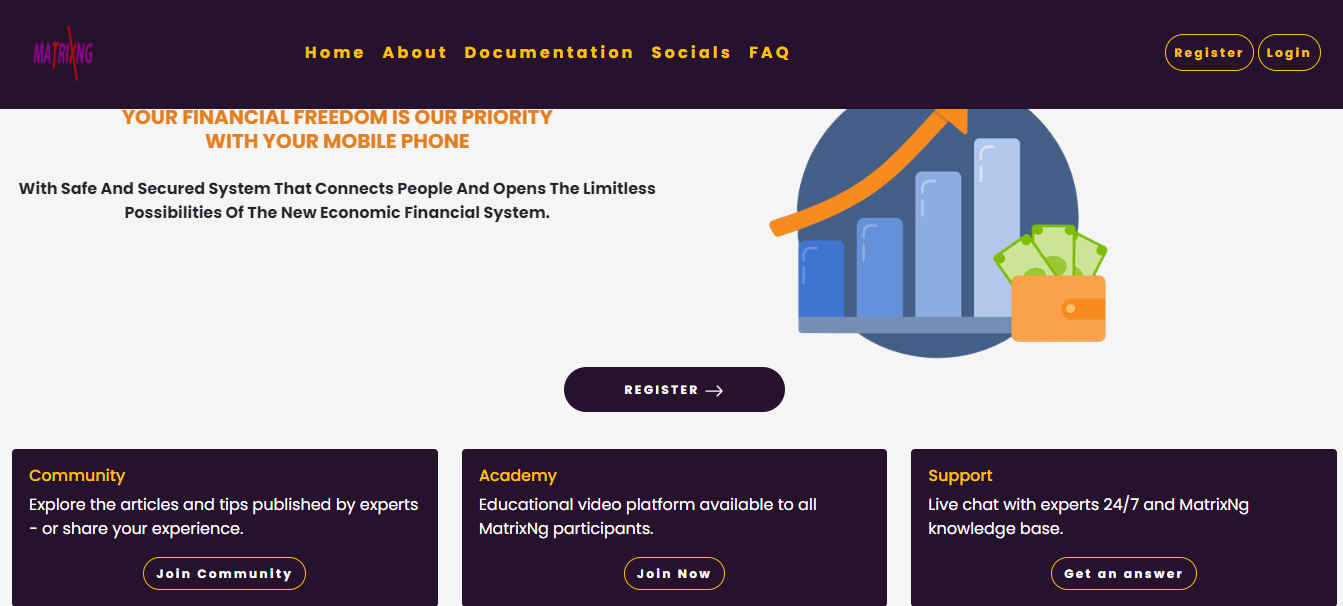 MATRIXNG
Home About Documentation Socials FAQ
Register Login
YOUR FINANCIAL FREEDOM IS OUR PRIORITY
WITH YOUR MOBILE PHONE
With Safe And Secured System That Connects People And Opens The Limitless
Possibilities Of The New Economic Financial System.
REGISTER →
Community
Explore the articles and tips published by experts
- or share your experience.
Join Community
Academy
Educational video platform available to all
MatrixNg participants.
Join Now
Support
Live chat with experts 24/7 and MatrixNg
knowledge base.
Get an answer